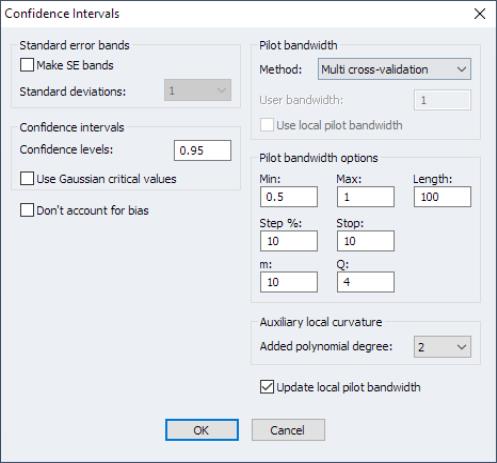 Confidence Intervals
Standard error bands
Make SE bands
Standard deviations: 1
Confidence intervals
Confidence levels: 0.95
Use Gaussian critical values
Don't account for bias
Pilot bandwidth
Method: Multi cross-validation
User bandwidth: 1
Use local pilot bandwidth
Pilot bandwidth options
Min: Max: Length:
0.5 1 100
Step %: Stop:
10 10
m: Q:
10 4
Auxiliary local curvature
Added polynomial degree: 2
Update local pilot bandwidth
OK Cancel